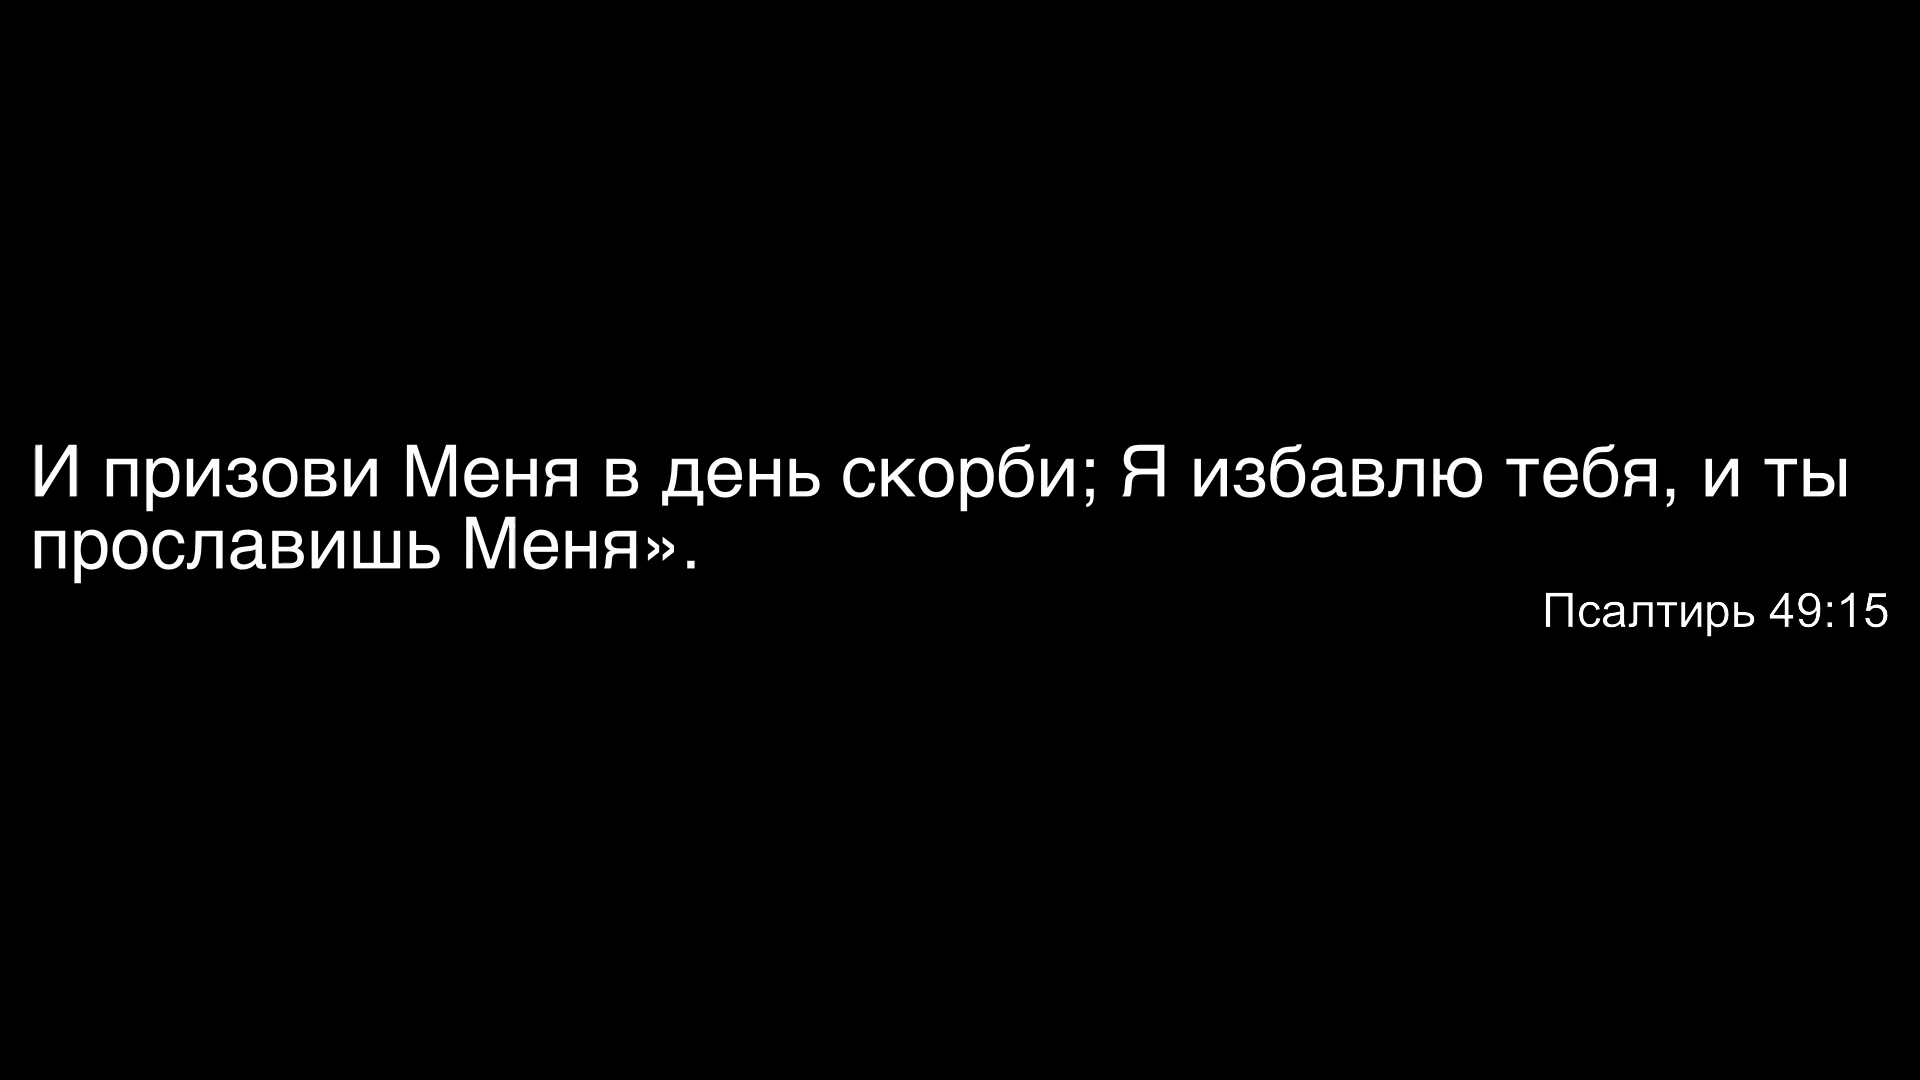 И призови Меня в день скорби; Я избавлю тебя, и ты
прославишь Меня».
Псалтирь 49:15